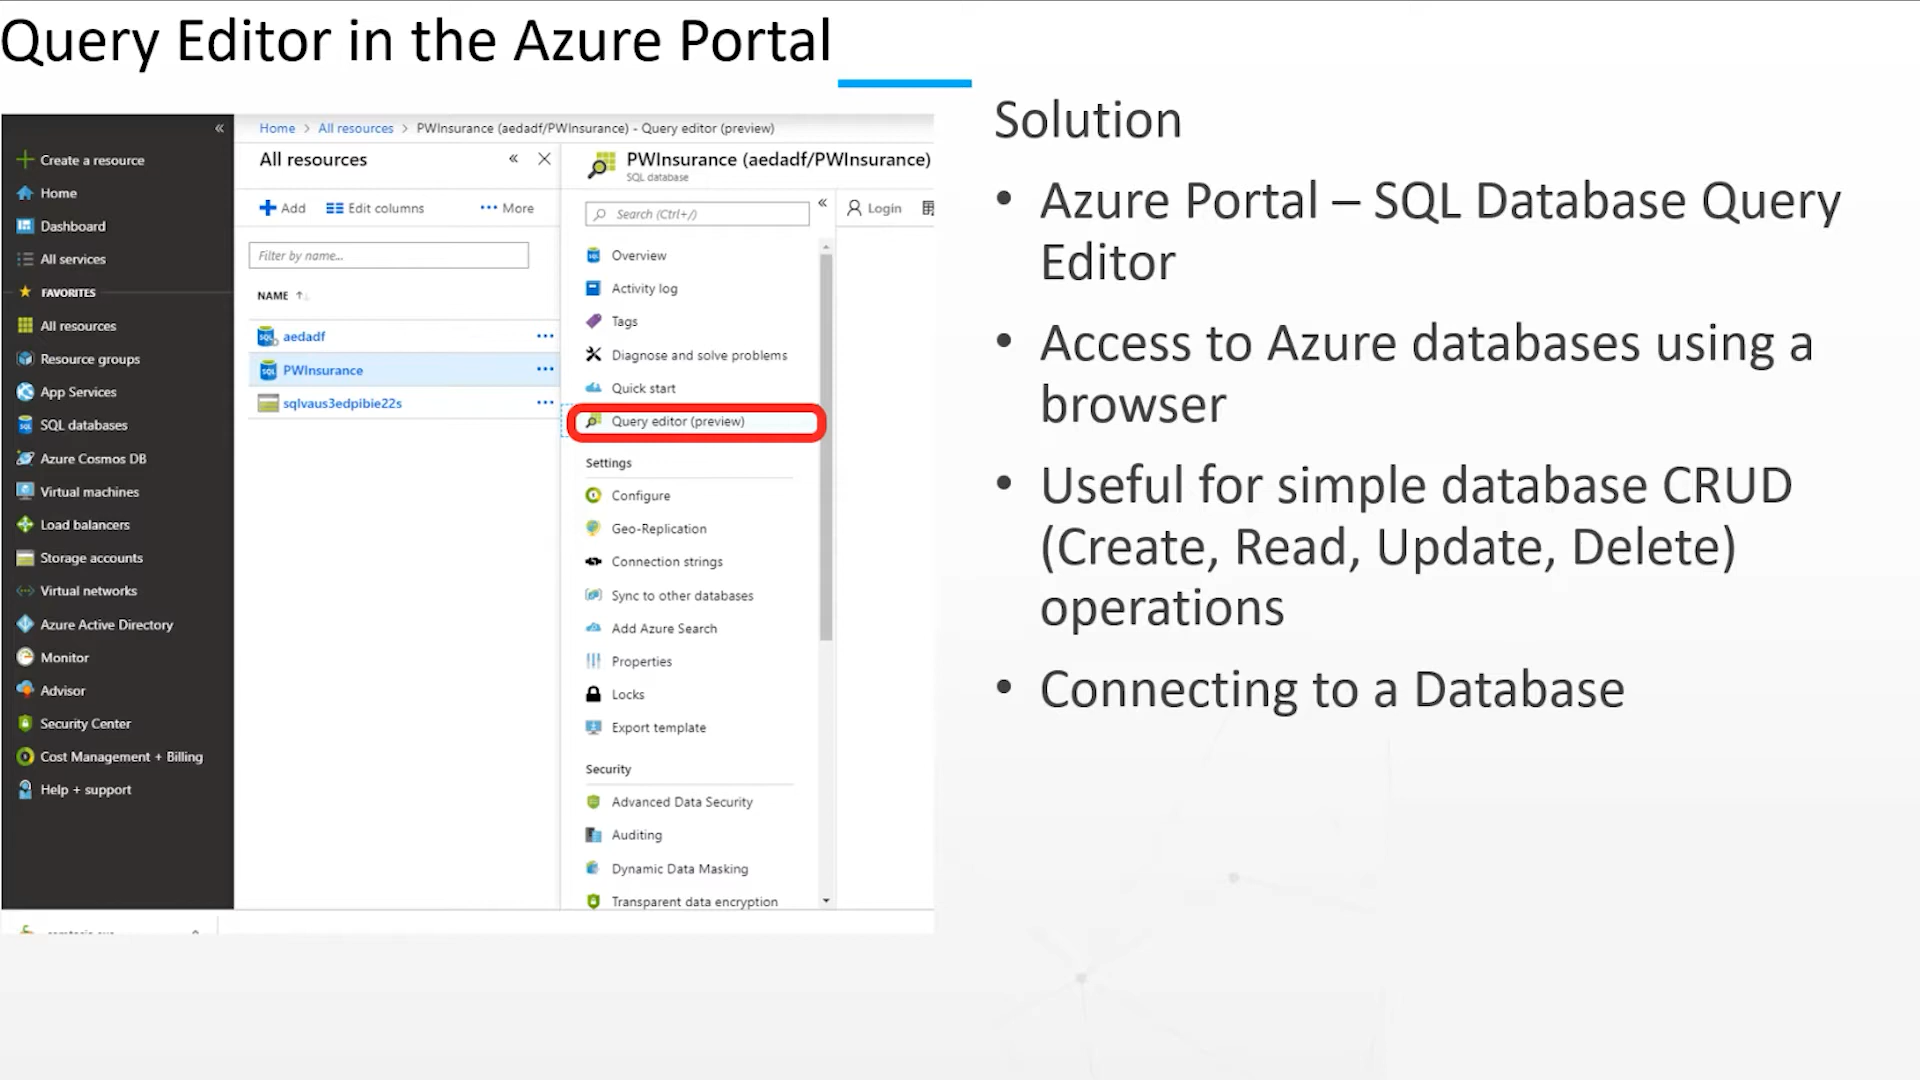 Query Editor in the Azure Portal
Home > All resources > PWInsurance (aedadf/PWInsurance) - Query editor (preview)
Create a resource
Home
Dashboard
All services
FAVORITES
All resources
Resource groups
App Services
SQL databases
Azure Cosmos DB
Virtual machines
Load balancers
Storage accounts
Virtual networks
Azure Active Directory
Monitor
Advisor
Security Center
Cost Management + Billing
Help + support
All resources
Add Edit columns More
Filter by name...
NAME
aedadf
PWInsurance
sqlvaus3edpibie22s
PWInsurance (aedadf/PWInsurance)
SQL database
Search (Ctrl+/)
Login
Overview
Activity log
Tags
Diagnose and solve problems
Quick start
Query editor (preview)
Settings
Configure
Geo-Replication
Connection strings
Sync to other databases
Add Azure Search
Properties
Locks
Export template
Security
Advanced Data Security
Auditing
Dynamic Data Masking
Transparent data encryption
Solution
• Azure Portal – SQL Database Query
Editor
• Access to Azure databases using a
browser
• Useful for simple database CRUD
(Create, Read, Update, Delete)
operations
• Connecting to a Database